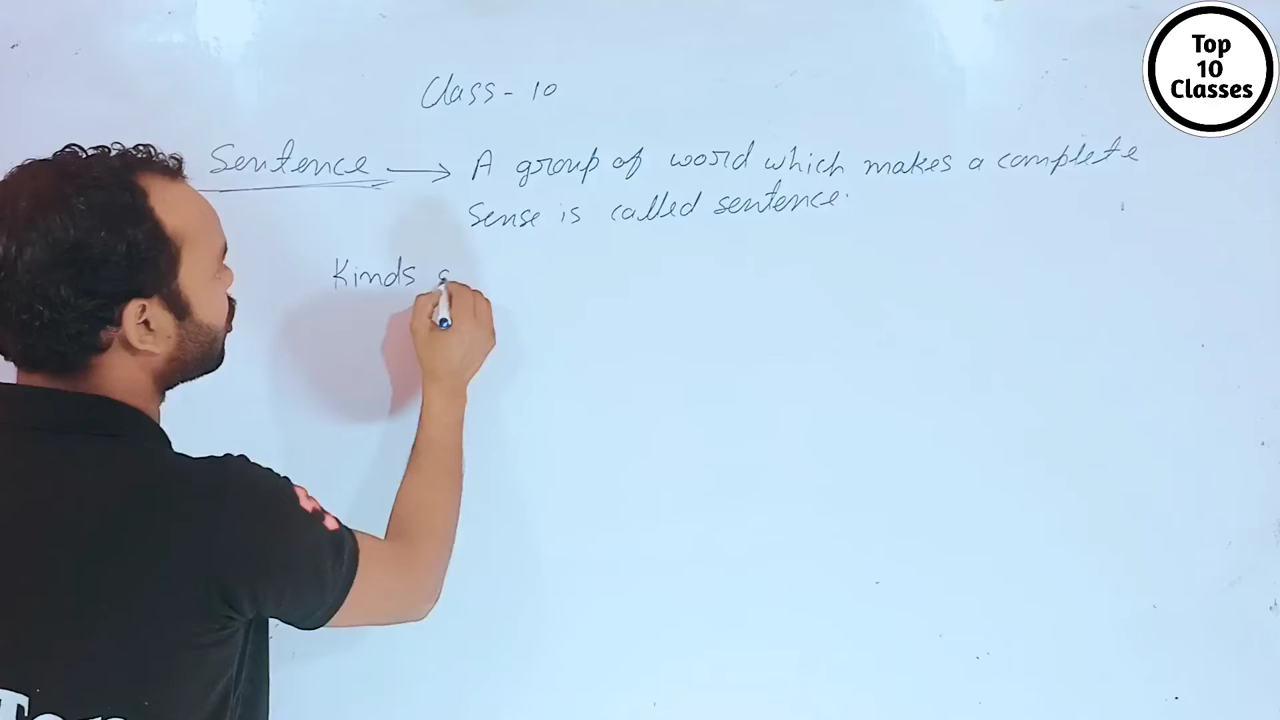 Top
10
Classes
Class - 10
Sentence → A group of word which makes a complete
sense is called sentence.
Kinds